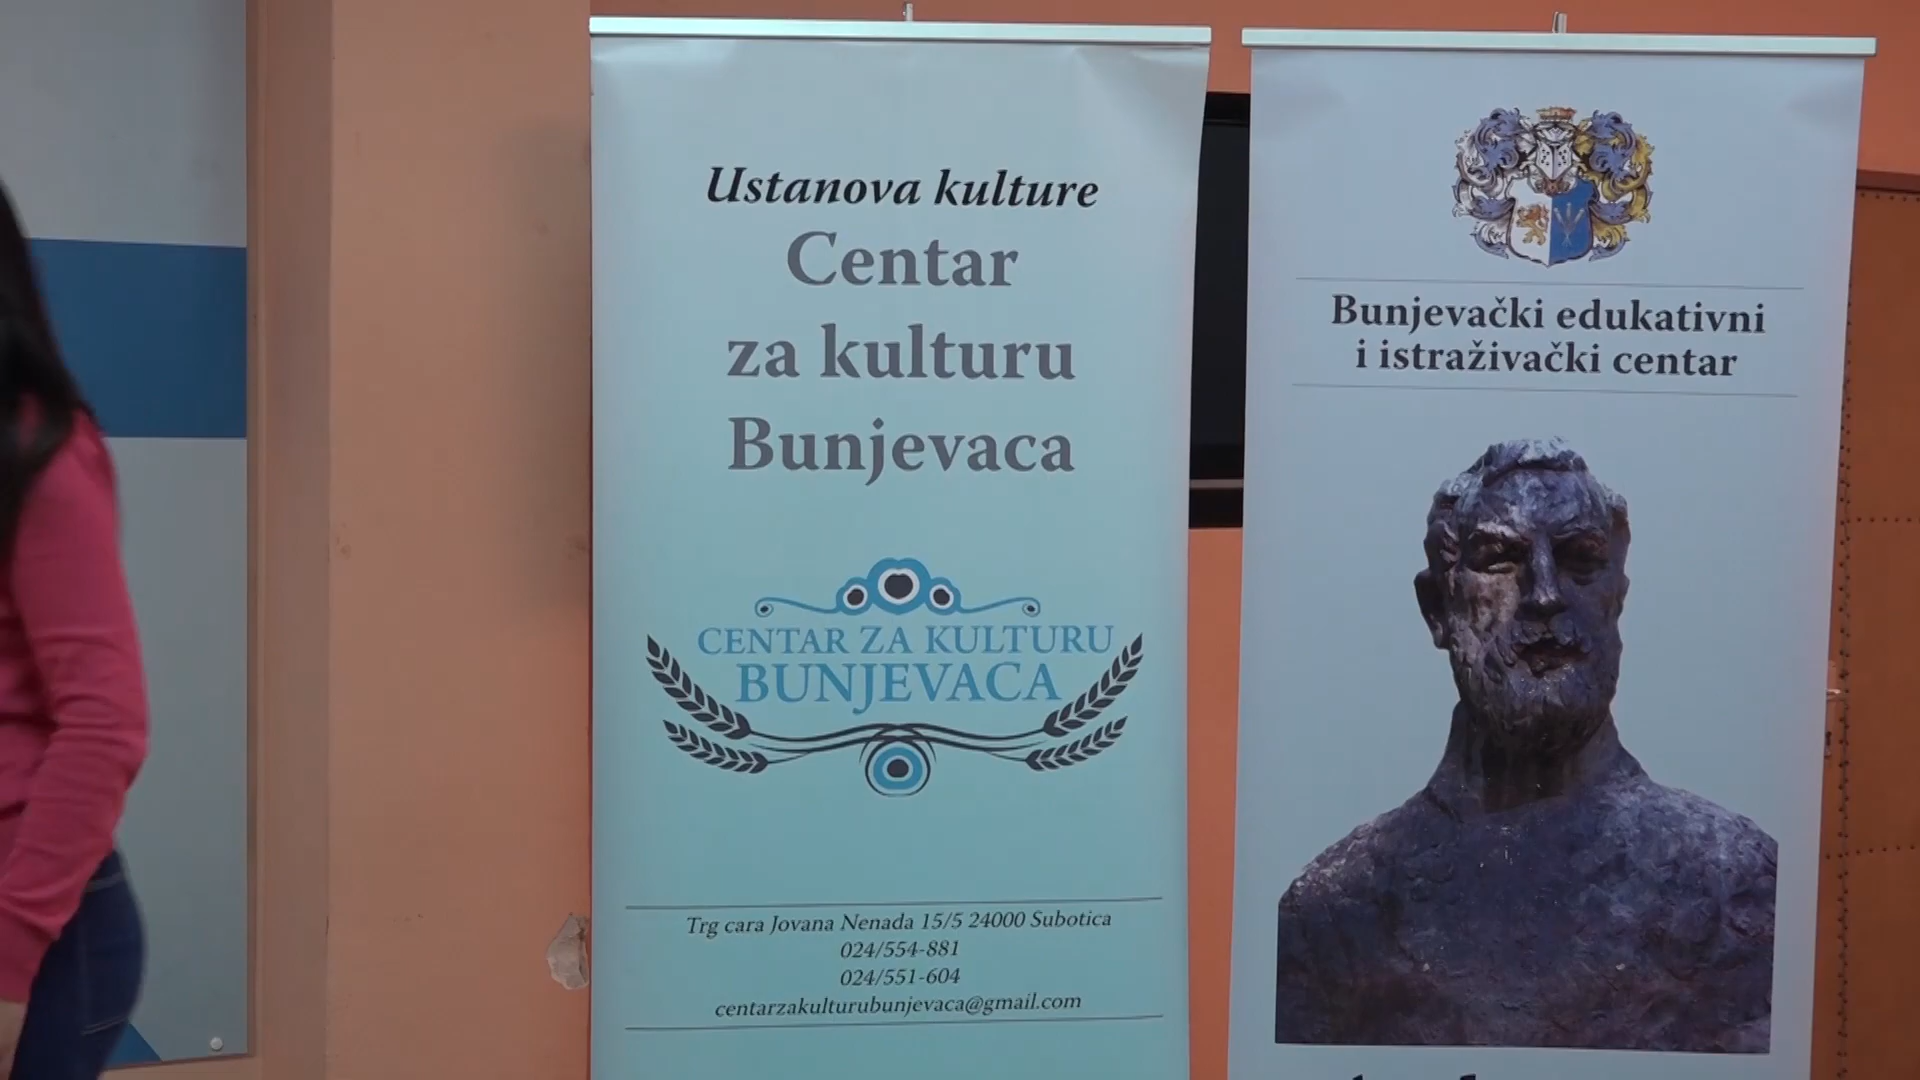 Ustanova kulture
Centar
za kulturu
Bunjevaca
CENTAR ZA KULTURU
BUNJEVACA
Trg cara Jovana Nenada 15/5 24000 Subotica
024/554-881
024/551-604
centarzakulturubunjevaca@gmail.com
Bunjevački edukativni
i istraživački centar